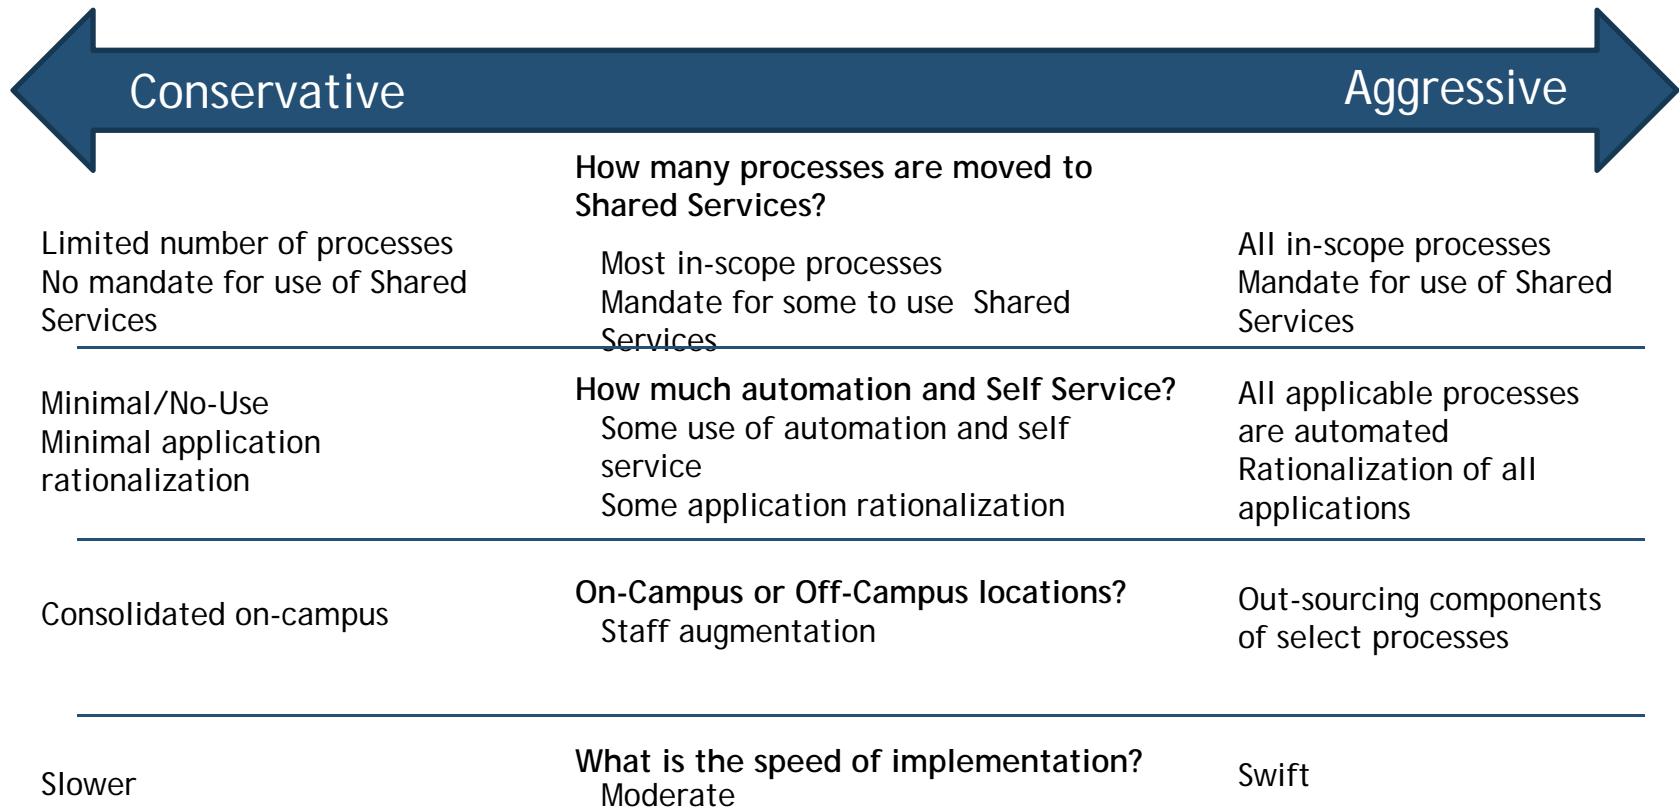 Conservative
Aggressive
How many processes are moved to
Shared Services?
Limited number of processes
No mandate for use of Shared
Services
Most in-scope processes
Mandate for some to use Shared
Services
All in-scope processes
Mandate for use of Shared
Services
How much automation and Self Service?
Minimal/No-Use
Minimal application
rationalization
Some use of automation and self
service
Some application rationalization
All applicable processes
are automated
Rationalization of all
applications
On-Campus or Off-Campus locations?
Consolidated on-campus
Staff augmentation
Out-sourcing components
of select processes
What is the speed of implementation?
Slower
Moderate
Swift